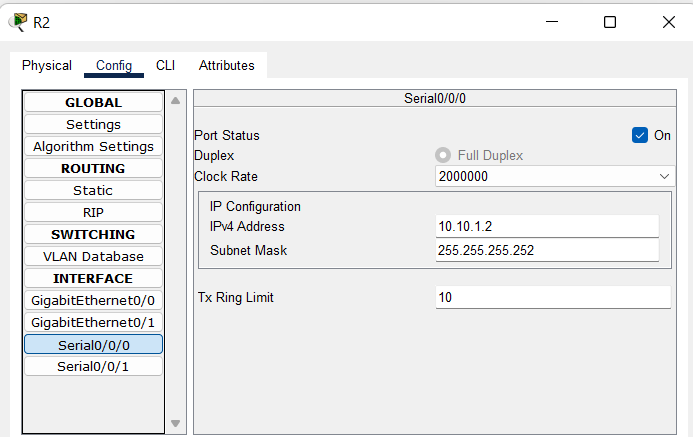 R2
Physical Config CLI Attributes
GLOBAL
Settings
Algorithm Settings
ROUTING
Static
RIP
SWITCHING
VLAN Database
INTERFACE
GigabitEthernet0/0
GigabitEthernet0/1
Serial0/0/0
Serial0/0/1
Serial0/0/0
Port Status On
Duplex Full Duplex
Clock Rate 2000000
IP Configuration
IPv4 Address 10.10.1.2
Subnet Mask 255.255.255.252
Tx Ring Limit 10